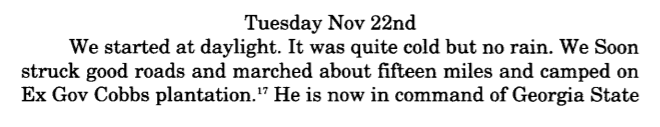 Tuesday Nov 22nd
We started at daylight. It was quite cold but no rain. We Soon
struck good roads and marched about fifteen miles and camped on
Ex Gov Cobbs plantation.¹⁷ He is now in command of Georgia State